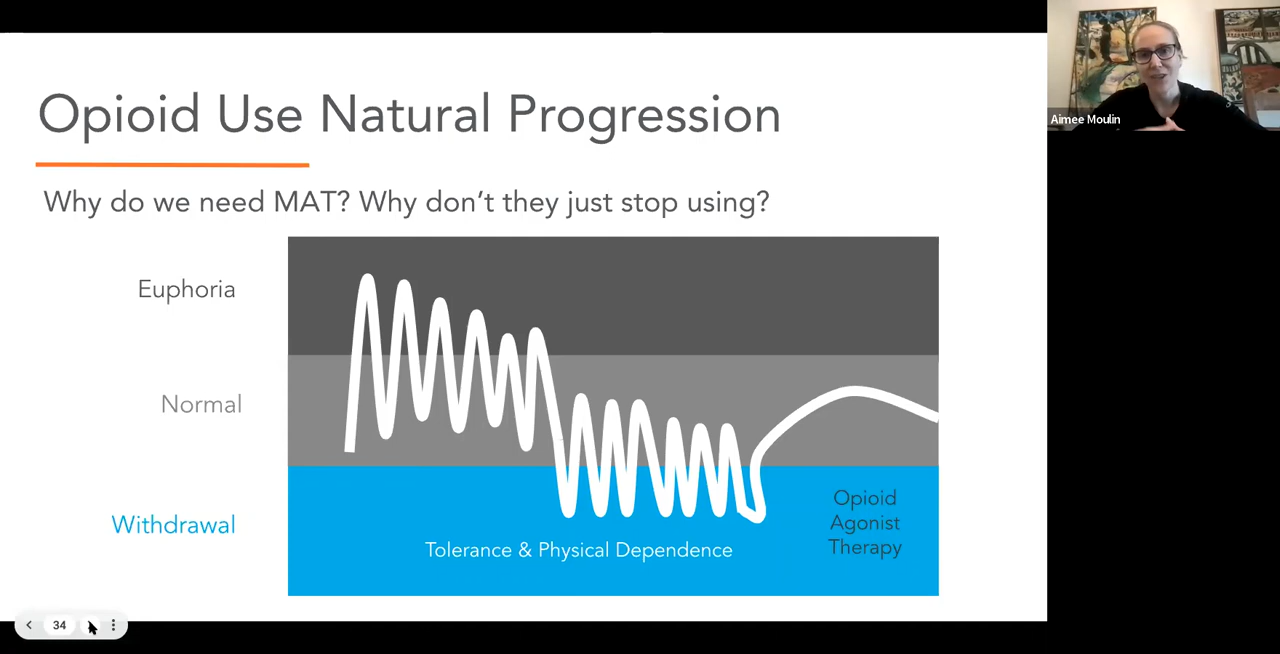 Opioid Use Natural Progression
Why do we need MAT? Why don't they just stop using?
Euphoria
Normal
Withdrawal
Tolerance & Physical Dependence
Opioid
Agonist
Therapy
34
Aimee Moulin